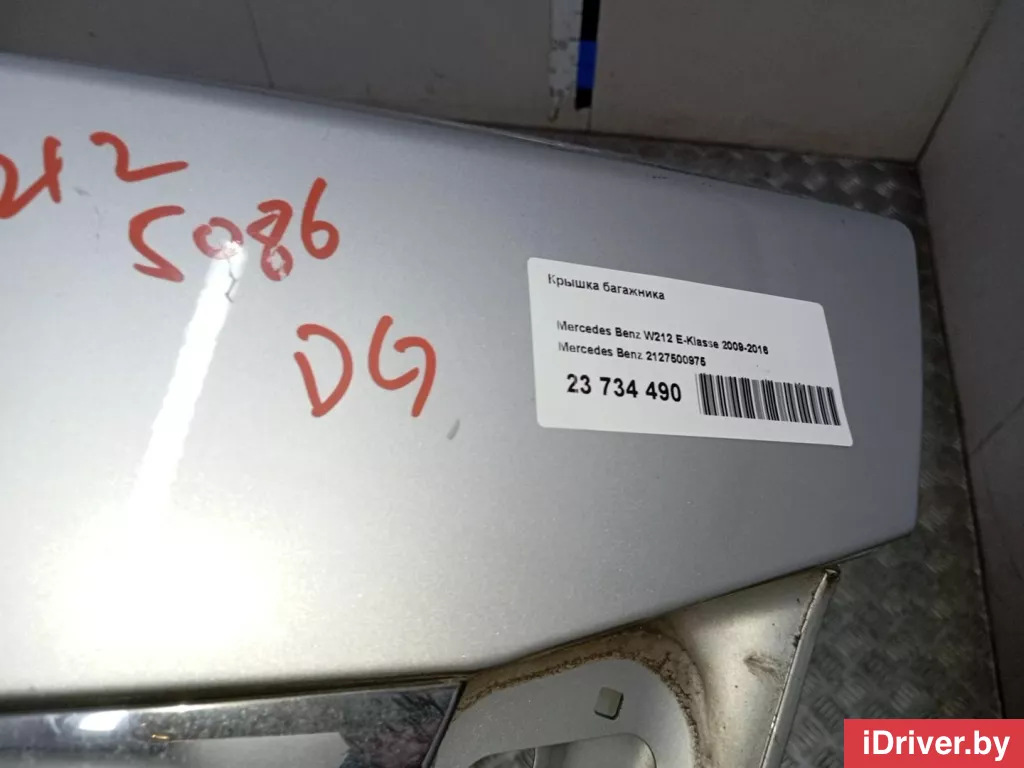 212
5086
DG
Крышка багажника
Mercedes Benz W212 E-Klasse 2009-2016
Mercedes Benz 2127500975
23 734 490
iDriver.by